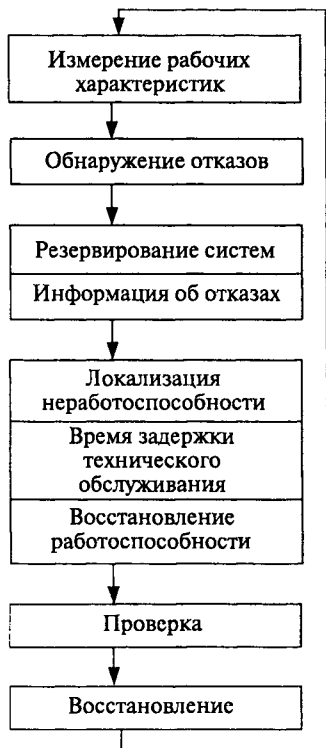 Измерение рабочих
характеристик
Обнаружение отказов
Резервирование систем
Информация об отказах
Локализация
неработоспособности
Время задержки
технического
обслуживания
Восстановление
работоспособности
Проверка
Восстановление